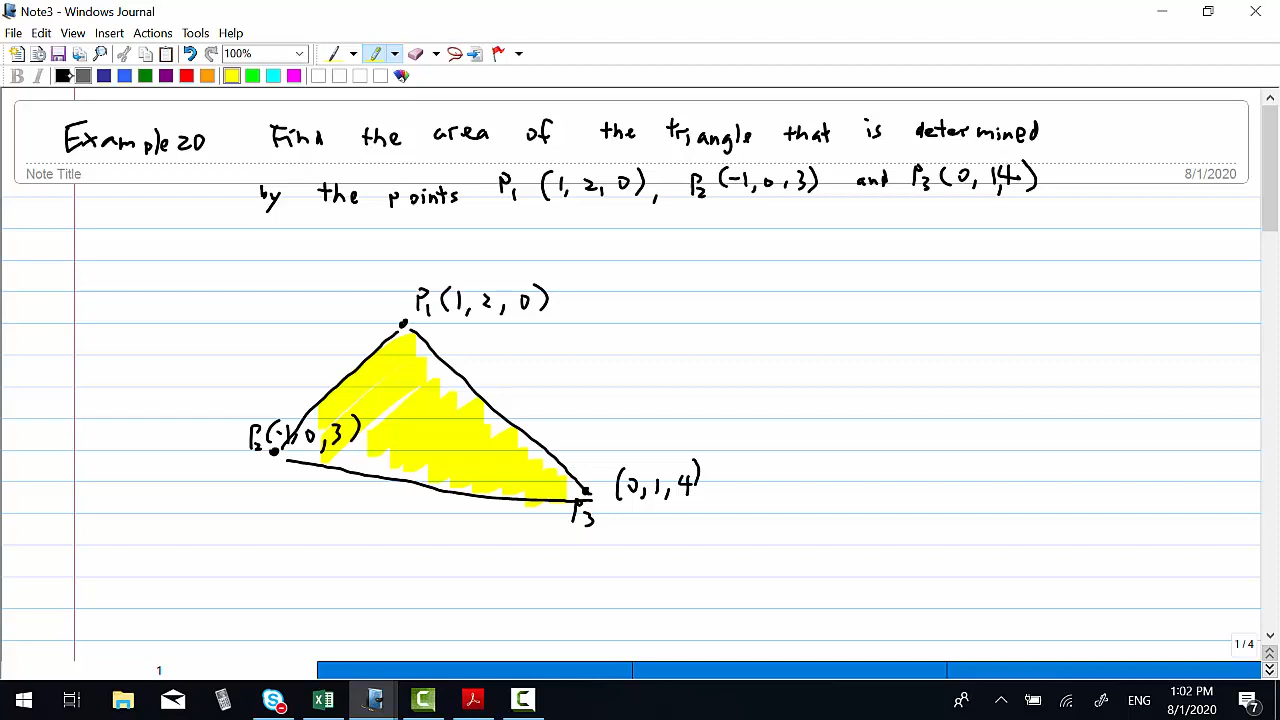 Note3 - Windows Journal
File Edit View Insert Actions Tools Help
100%
B I
Example 20 Find the area of the triangle that is determined
Note Title 8/1/2020
by the points P1 (1, 2, 0), P2 (-1, 0, 3) and P3 (0, 1, 4)
P1 (1, 2, 0)
P2 (-1, 0, 3)
(0, 1, 4)
P3
1 / 4
1
ENG
1:02 PM
8/1/2020
7